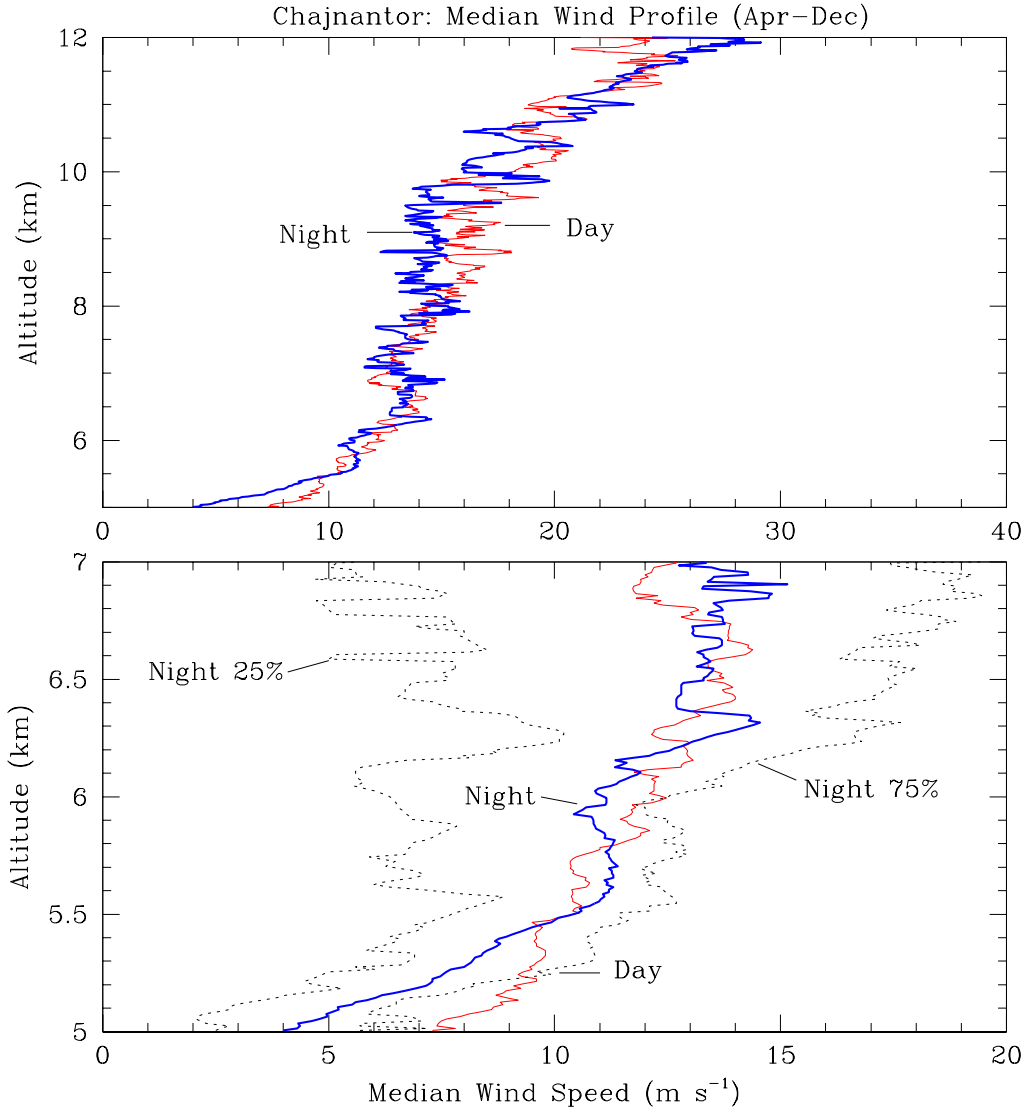 Chajnantor: Median Wind Profile (Apr-Dec)
12
10
8
6
Altitude (km)
Night
Day
0 10 20 30 40
7
6.5
6
5.5
5
Altitude (km)
Night 25%
Night
Night 75%
Day
0 5 10 15 20
Median Wind Speed (m s⁻¹)